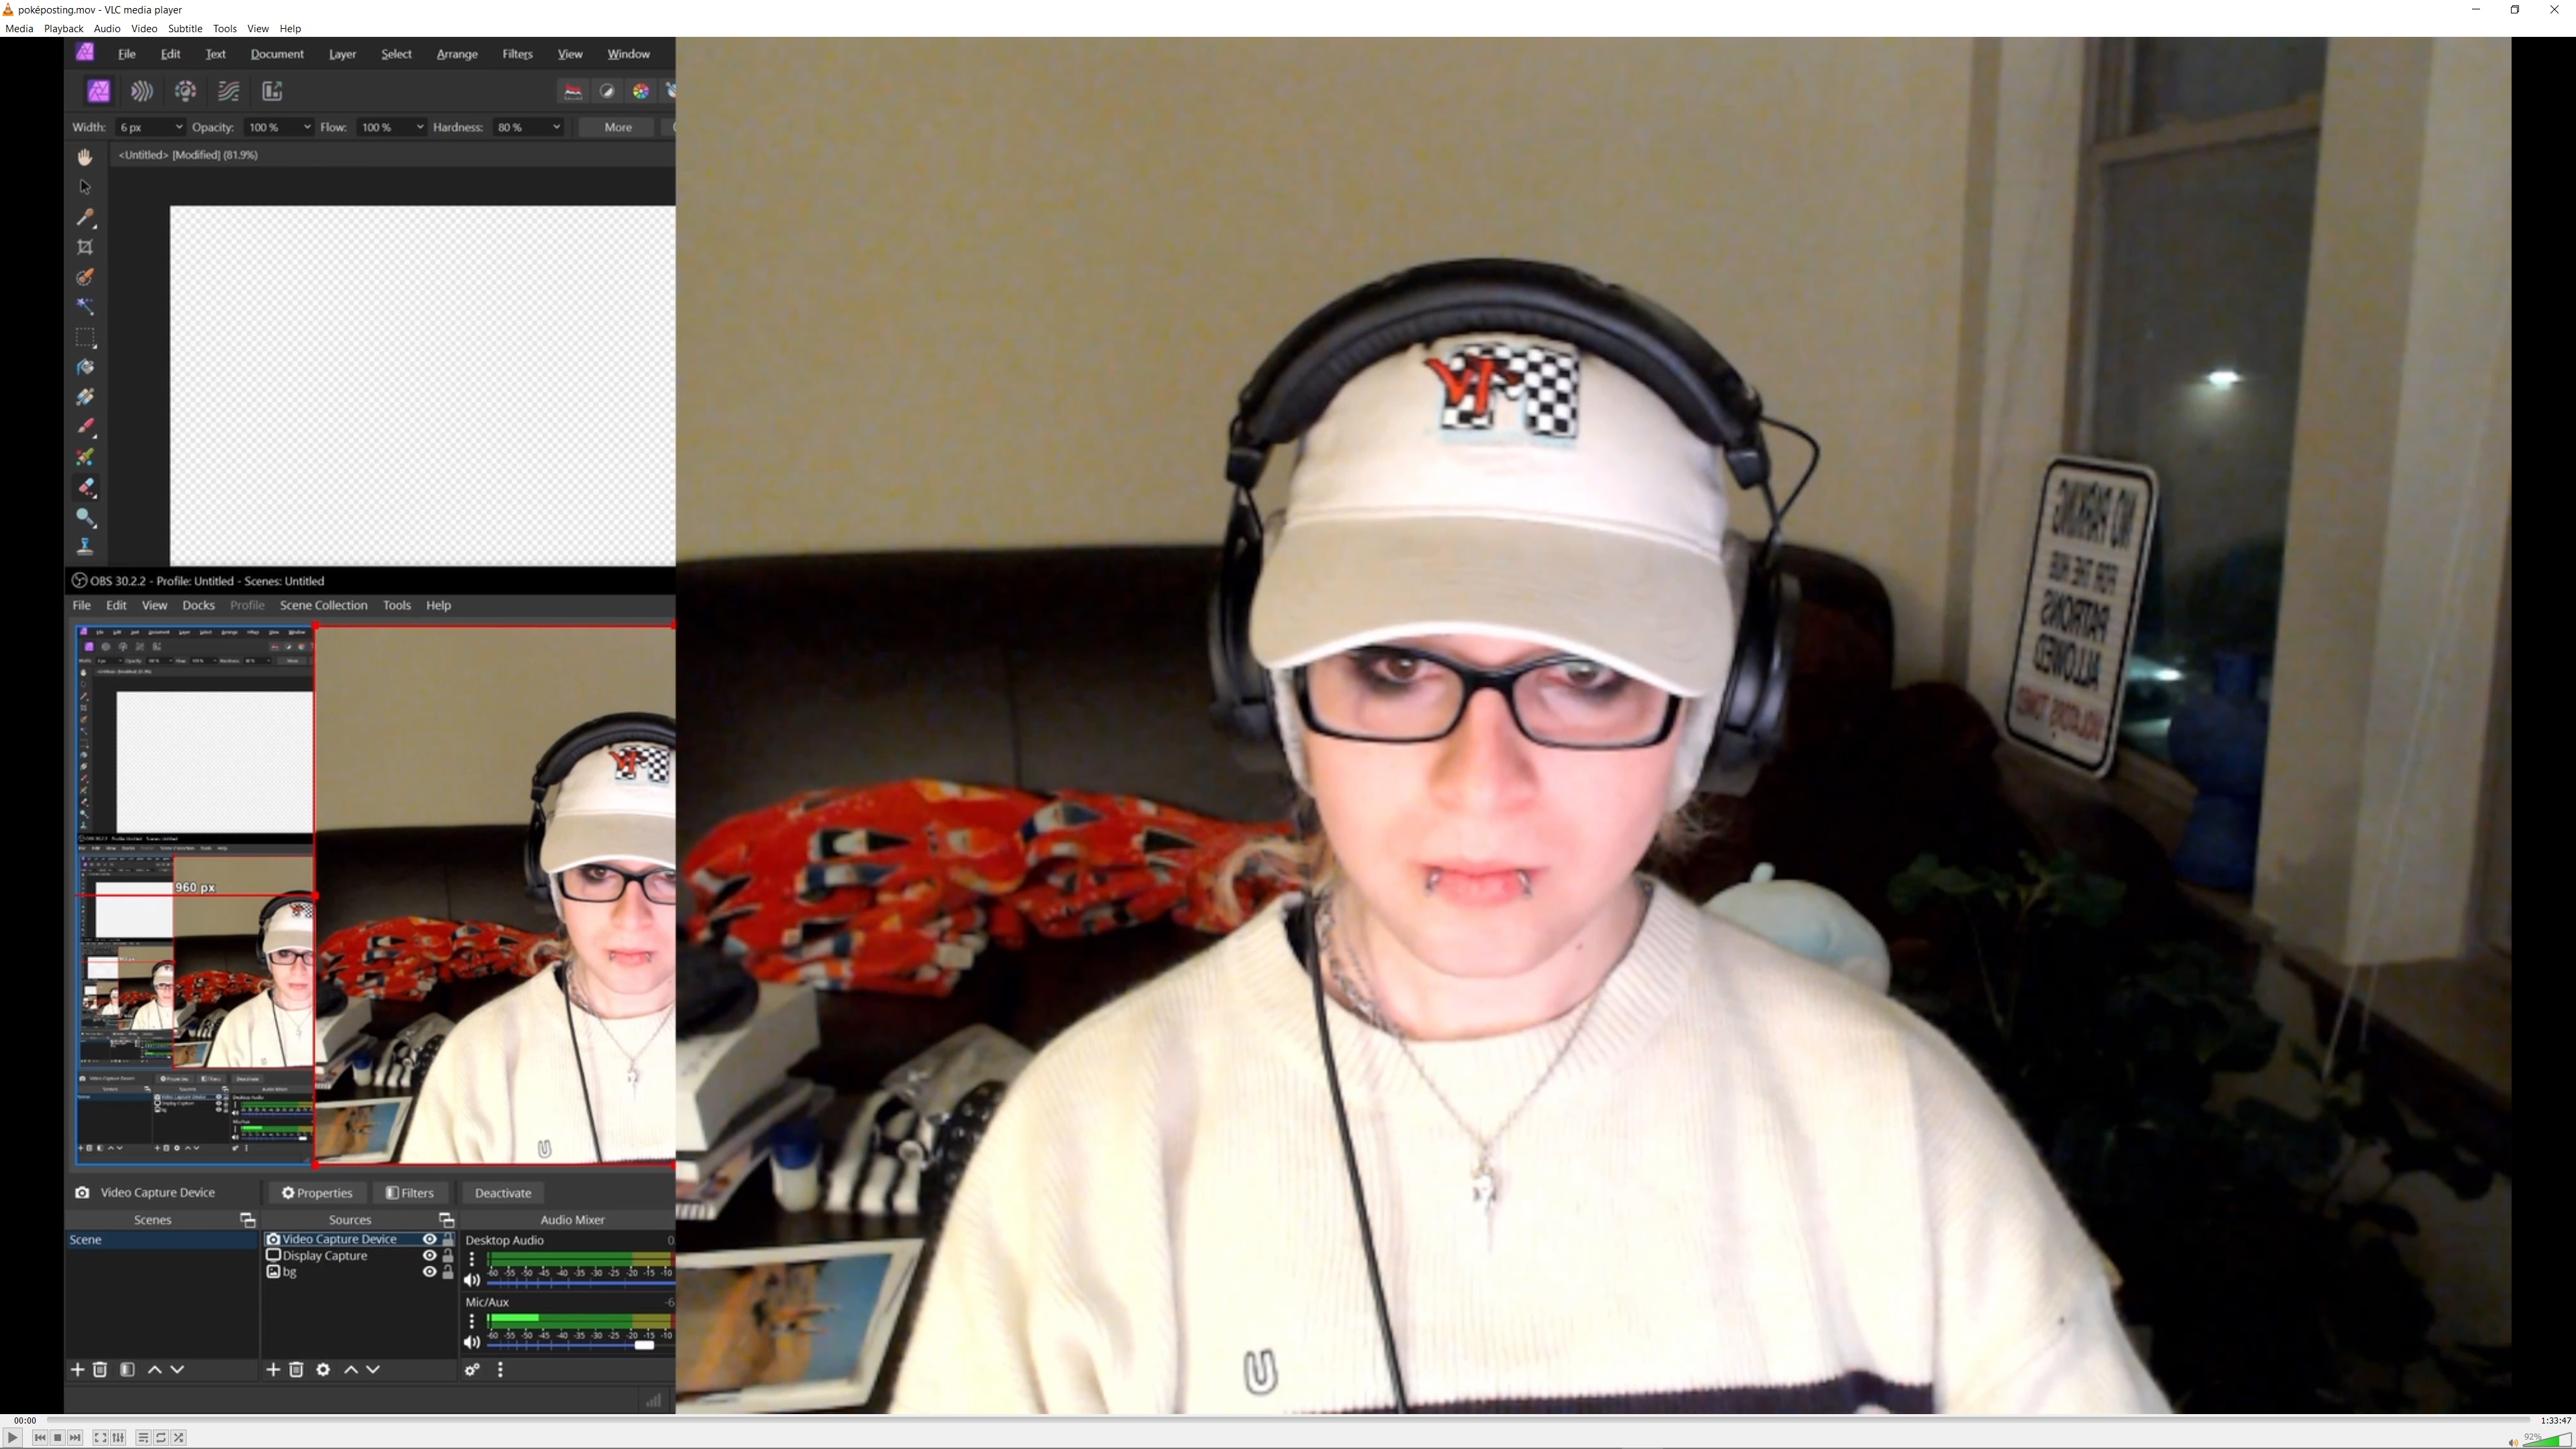 poképosting.mov - VLC media player
Media Playback Audio Video Subtitle Tools View Help
File Edit Text Document Layer Select Arrange Filters View Window
Width: 6 px Opacity: 100 % Flow: 100 % Hardness: 80 % More
<Untitled> [Modified] (81.9%)
OBS 30.2.2 - Profile: Untitled - Scenes: Untitled
File Edit View Docks Profile Scene Collection Tools Help
960 px
Video Capture Device Properties Filters Deactivate
Scenes Sources Audio Mixer
Scene
Video Capture Device
Display Capture
bg
Desktop Audio 0
-60 -55 -50 -45 -40 -35 -30 -25 -20 -15 -10
Mic/Aux -6
-60 -55 -50 -45 -40 -35 -30 -25 -20 -15 -10
NO PARKING
FOR THE
PATRONS
ALLOWED
U
00:00 1:33:47
92%